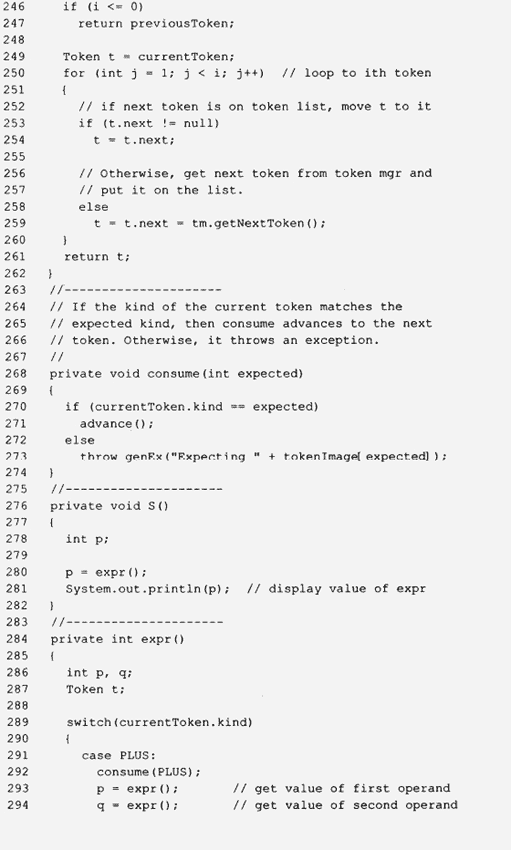 246     if (i <= 0)
247       return previousToken;
248
249     Token t = currentToken;
250     for (int j = 1; j < i; j++)  // loop to ith token
251     {
252       // if next token is on token list, move t to it
253       if (t.next != null)
254         t = t.next;
255
256       // Otherwise, get next token from token mgr and
257       // put it on the list.
258       else
259         t = t.next = tm.getNextToken();
260     }
261     return t;
262   }
263   //---------------------
264   // If the kind of the current token matches the
265   // expected kind, then consume advances to the next
266   // token. Otherwise, it throws an exception.
267   //
268   private void consume(int expected)
269   {
270     if (currentToken.kind == expected)
271       advance();
272     else
273       throw genEx("Expecting " + tokenImage[expected]);
274   }
275   //---------------------
276   private void S()
277   {
278     int p;
279
280     p = expr();
281     System.out.println(p);  // display value of expr
282   }
283   //---------------------
284   private int expr()
285   {
286     int p, q;
287     Token t;
288
289     switch(currentToken.kind)
290     {
291       case PLUS:
292         consume(PLUS);
293         p = expr();       // get value of first operand
294         q = expr();       // get value of second operand